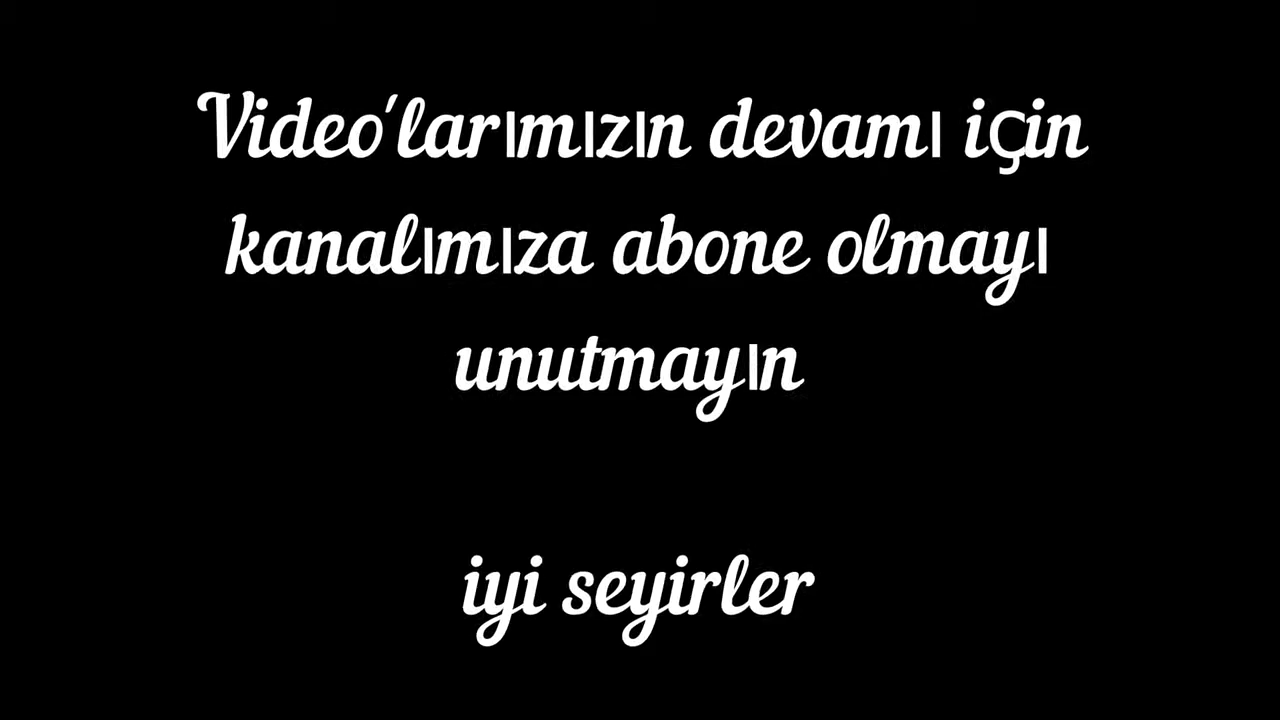 Video'larımızın devamı için
kanalımıza abone olmayı
unutmayın
iyi seyirler